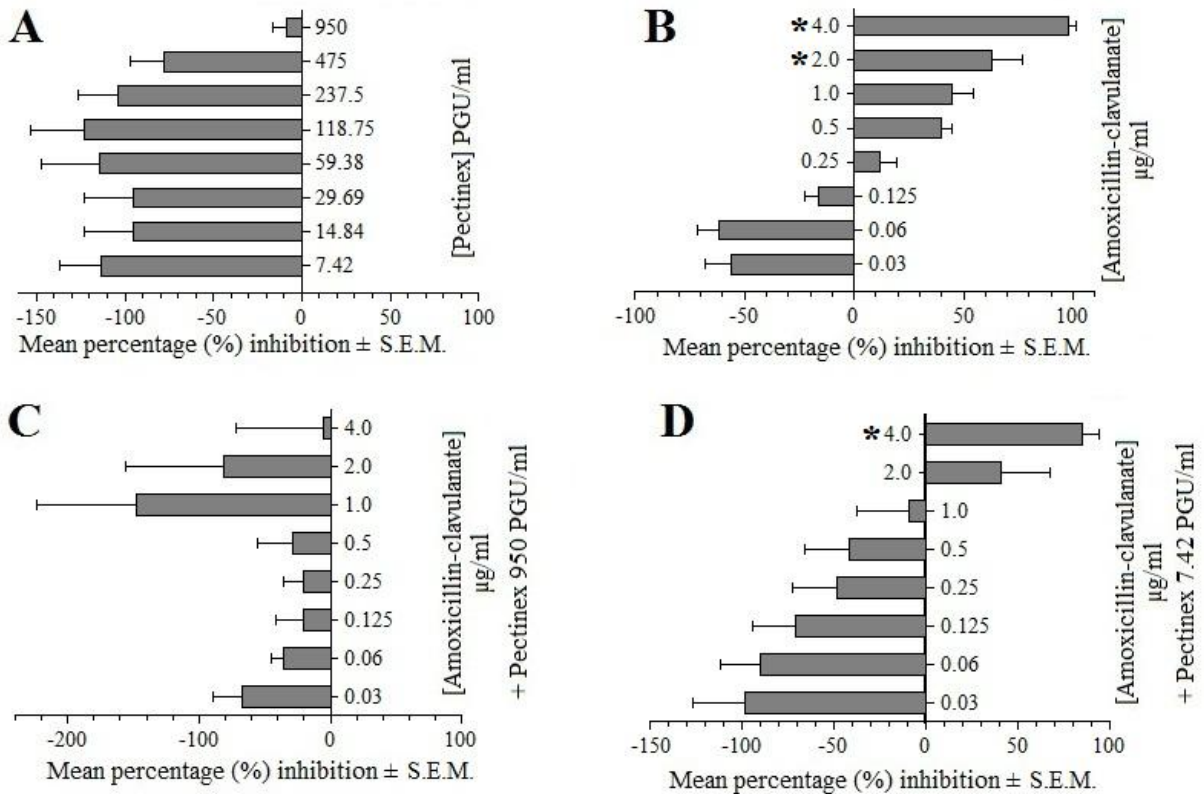 A
950
475
237.5
118.75
59.38
29.69
14.84
7.42
[Pectinex] PGU/ml
-150 -100 -50 0 100
Mean percentage (%) inhibition ± S.E.M.
B
*4.0
*2.0
1.0
0.5
0.25
0.125
0.06
0.03
[Amoxicillin-clavulanate]
µg/ml
-100 -50 0 50 100
Mean percentage (%) inhibition ± S.E.M.
C
4.0
2.0
1.0
0.5
0.25
0.125
0.06
0.03
[Amoxicillin-clavulanate]
µg/ml
+ Pectinex 950 PGU/ml
-200 -100 0 100
Mean percentage (%) inhibition ± S.E.M.
D
*4.0
2.0
1.0
0.5
0.25
0.125
0.06
0.03
[Amoxicillin-clavulanate]
µg/ml
+ Pectinex 7.42 PGU/ml
-150 -100 -50 0 50 100
Mean percentage (%) inhibition ± S.E.M.